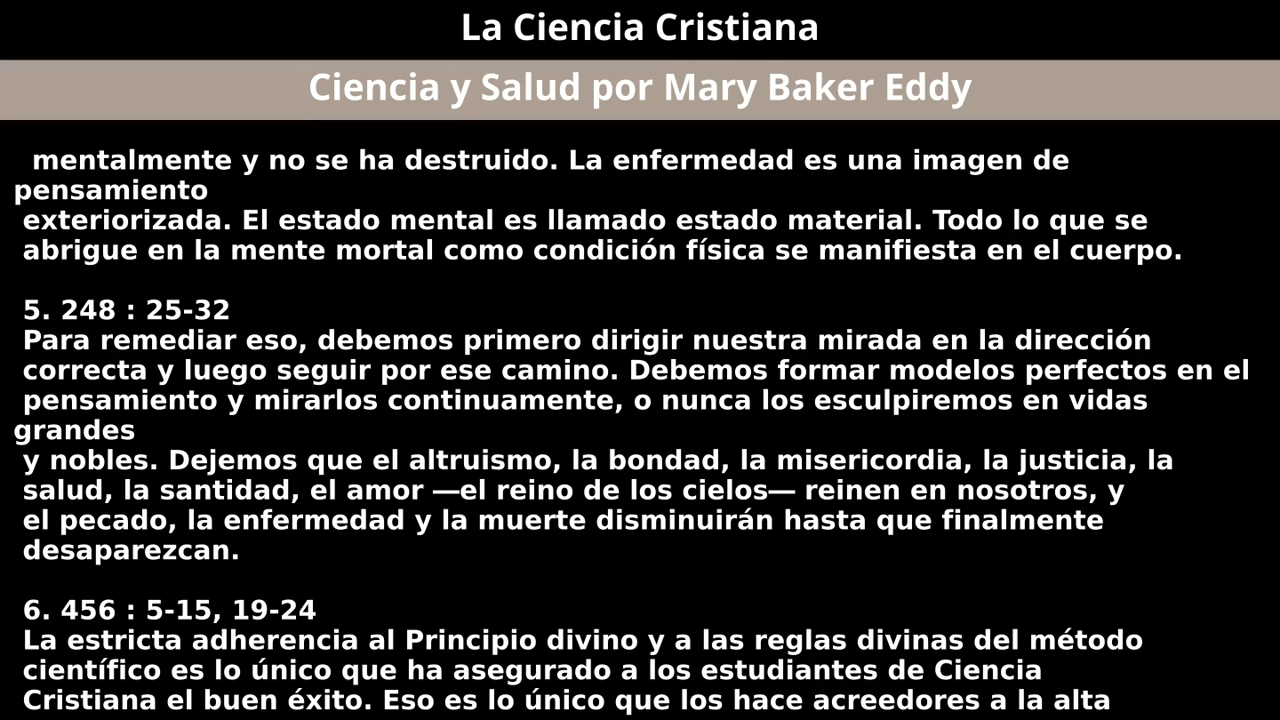 La Ciencia Cristiana
Ciencia y Salud por Mary Baker Eddy
mentalmente y no se ha destruido. La enfermedad es una imagen de
pensamiento
exteriorizada. El estado mental es llamado estado material. Todo lo que se
abrigue en la mente mortal como condición física se manifiesta en el cuerpo.
5. 248 : 25-32
Para remediar eso, debemos primero dirigir nuestra mirada en la dirección
correcta y luego seguir por ese camino. Debemos formar modelos perfectos en el
pensamiento y mirarlos continuamente, o nunca los esculpiremos en vidas
grandes
y nobles. Dejemos que el altruismo, la bondad, la misericordia, la justicia, la
salud, la santidad, el amor —el reino de los cielos— reinen en nosotros, y
el pecado, la enfermedad y la muerte disminuirán hasta que finalmente
desaparezcan.
6. 456 : 5-15, 19-24
La estricta adherencia al Principio divino y a las reglas divinas del método
científico es lo único que ha asegurado a los estudiantes de Ciencia
Cristiana el buen éxito. Eso es lo único que los hace acreedores a la alta